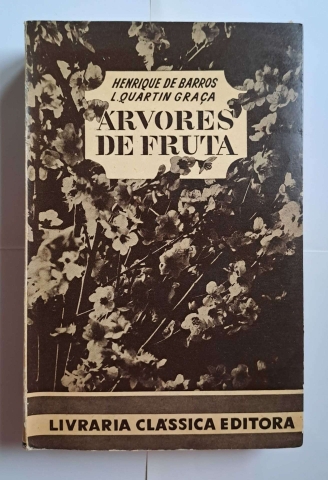 HENRIQUE DE BARROS
L. QUARTIN GRAÇA
ÁRVORES
DE FRUTA
LIVRARIA CLÁSSICA EDITORA